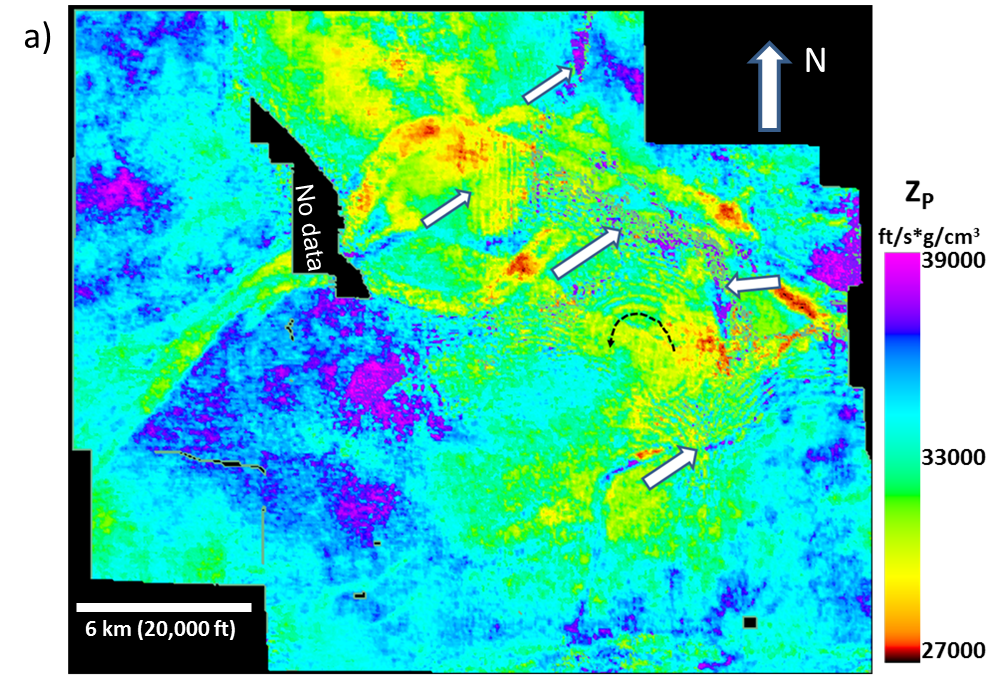 a)
N
No data
Z_P
ft/s*g/cm³
39000
33000
27000
6 km (20,000 ft)